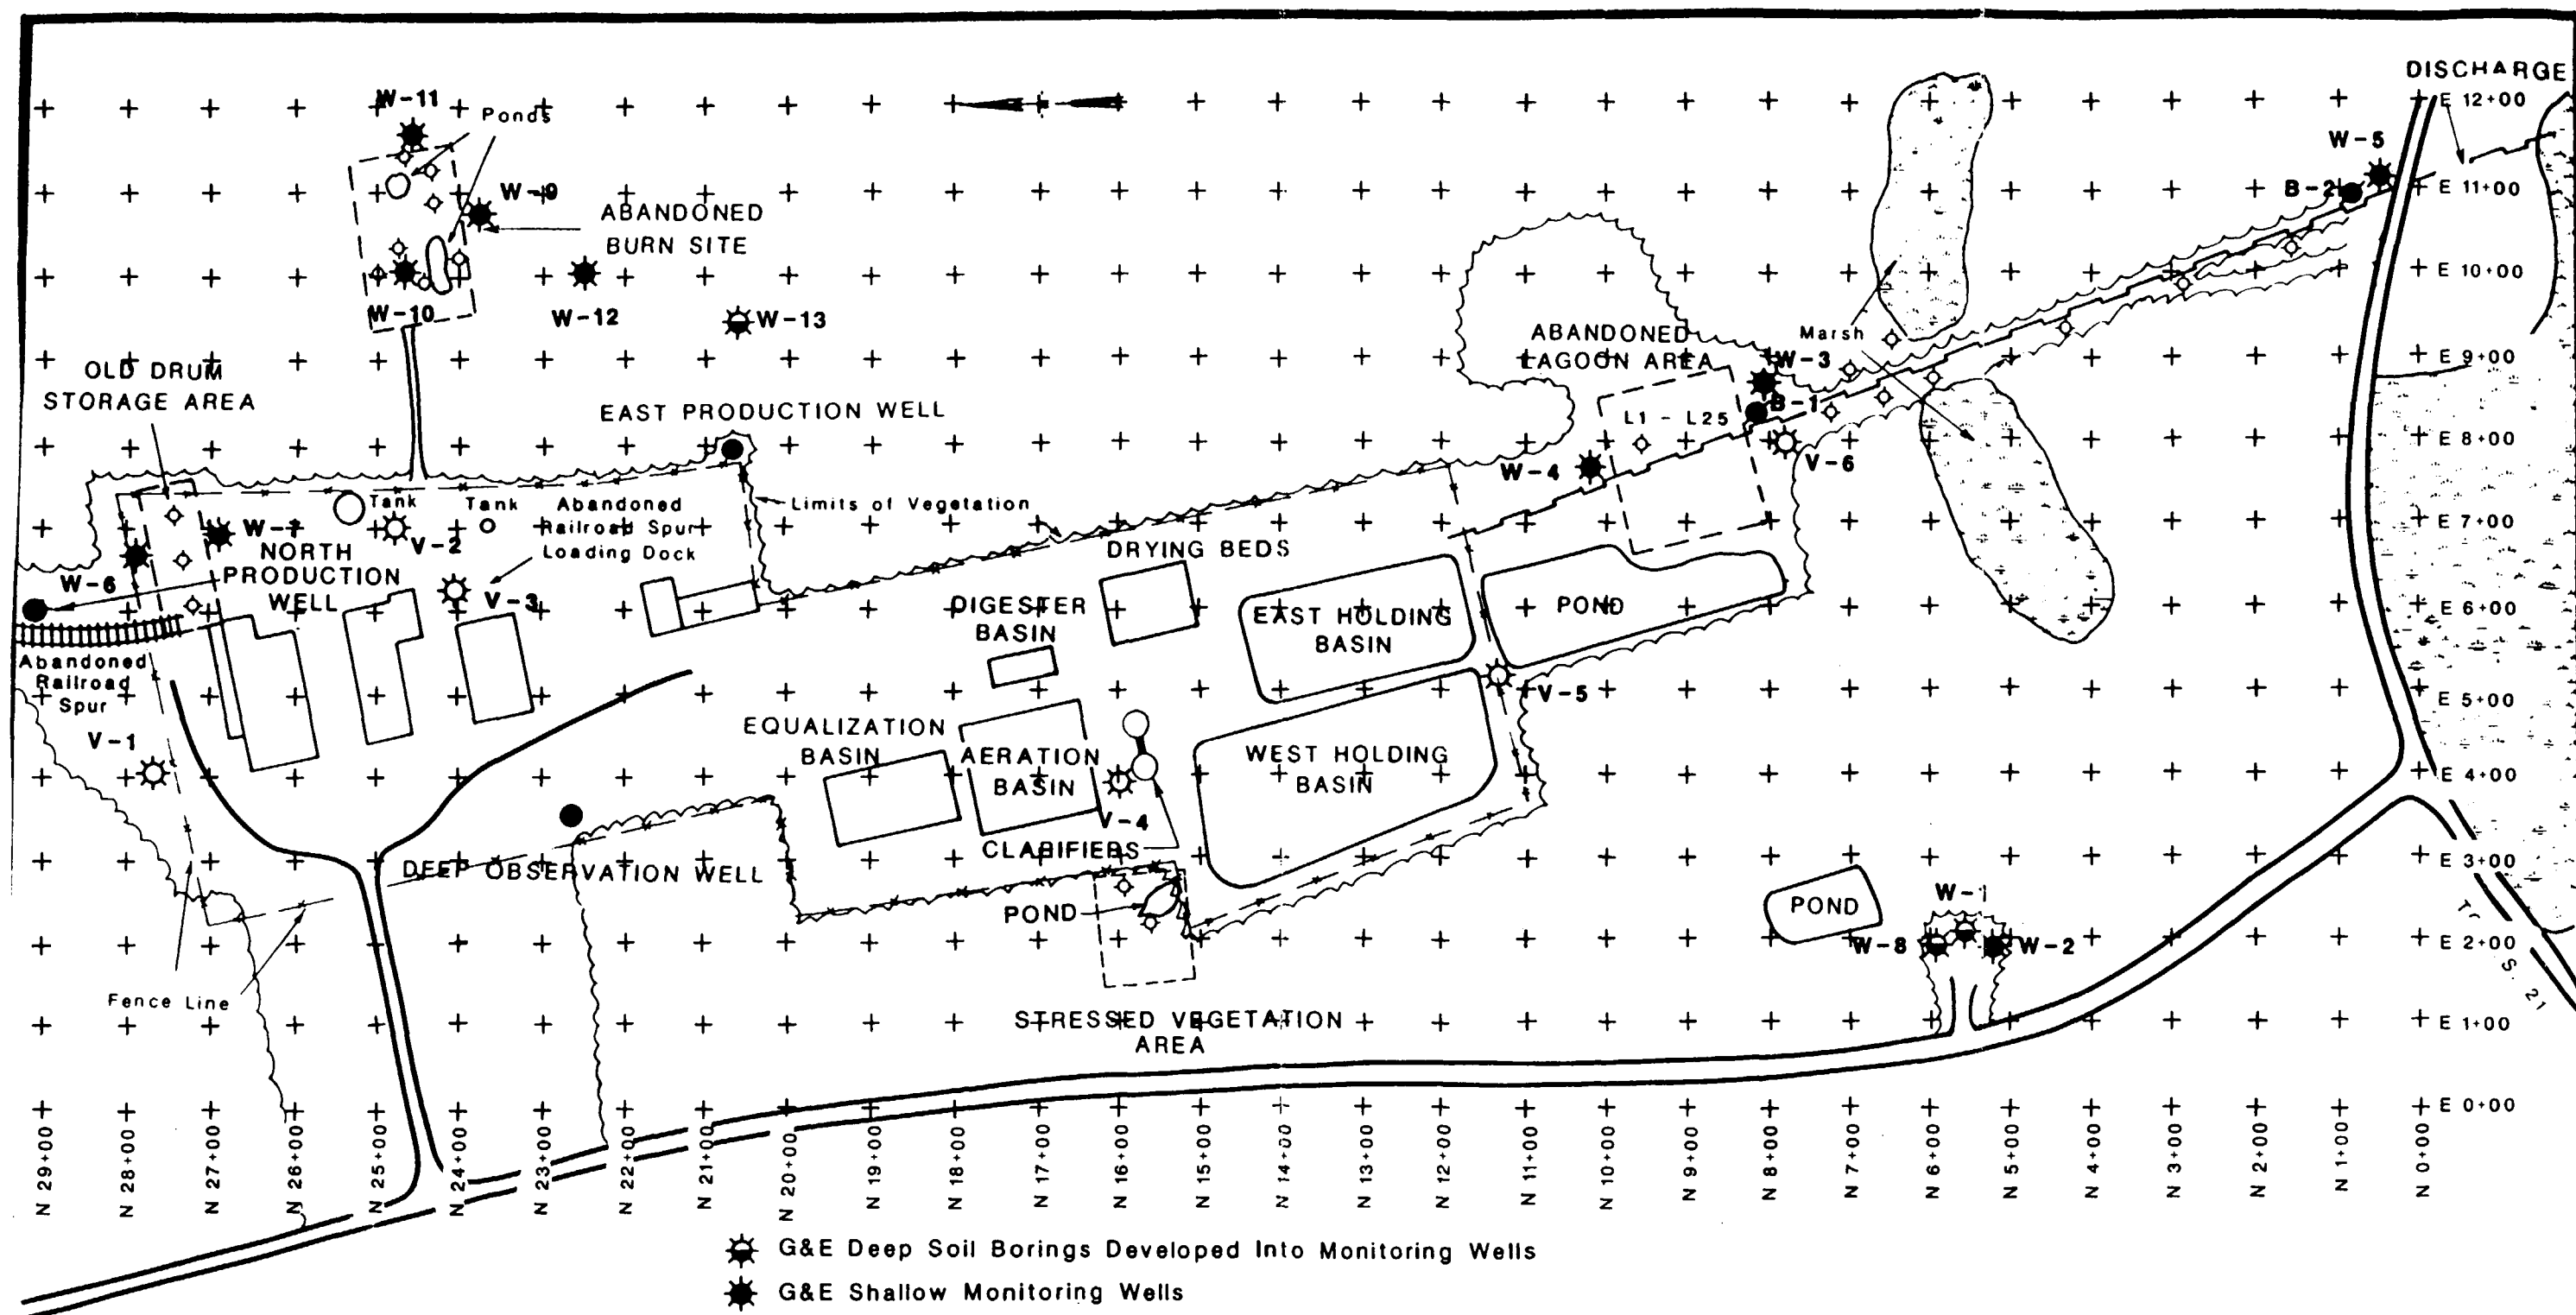 DISCHARGE
W-11
E 12+00
Ponds
W-5
W-9
B-2
E 11+00
ABANDONED
BURN SITE
E 10+00
W-10
W-12
W-13
ABANDONED
LAGOON AREA
Marsh
W-3
E 9+00
OLD DRUM
STORAGE AREA
EAST PRODUCTION WELL
L1 - L25
B-1
E 8+00
W-4
V-6
Tank
Tank
Abandoned
Railroad Spur
Loading Dock
Limits of Vegetation
W-7
V-2
E 7+00
NORTH
PRODUCTION
WELL
DRYING BEDS
W-6
V-3
DIGESTER
BASIN
EAST HOLDING
BASIN
POND
E 6+00
Abandoned
Railroad
Spur
V-5
E 5+00
V-1
EQUALIZATION
BASIN
AERATION
BASIN
WEST HOLDING
BASIN
E 4+00
V-4
CLARIFIERS
DEEP OBSERVATION WELL
E 3+00
POND
POND
W-1
W-8
W-2
E 2+00
Fence Line
STRESSED VEGETATION
AREA
E 1+00
E 0+00
N 29+00
N 28+00
N 27+00
N 26+00
N 25+00
N 24+00
N 23+00
N 22+00
N 21+00
N 20+00
N 19+00
N 18+00
N 17+00
N 16+00
N 15+00
N 14+00
N 13+00
N 12+00
N 11+00
N 10+00
N 9+00
N 8+00
N 7+00
N 6+00
N 5+00
N 4+00
N 3+00
N 2+00
N 1+00
N 0+00
G&E Deep Soil Borings Developed Into Monitoring Wells
G&E Shallow Monitoring Wells